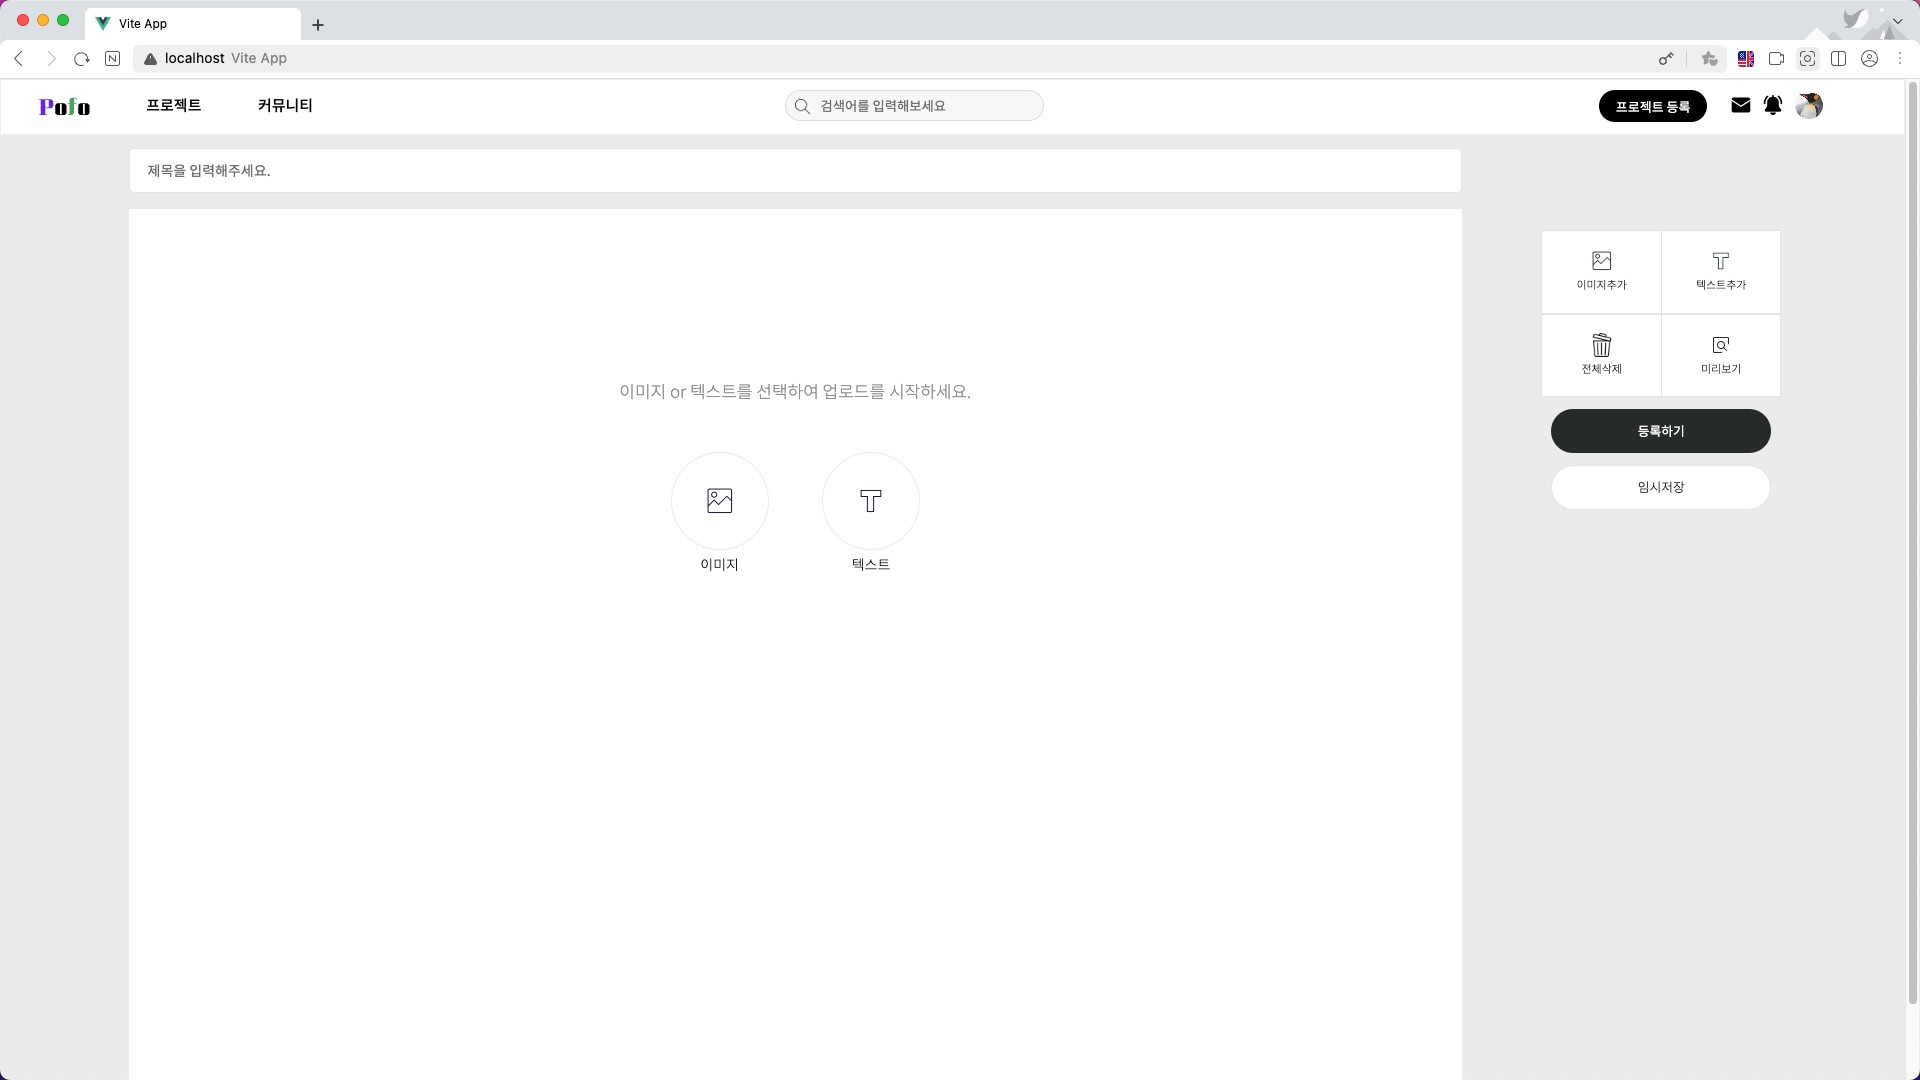 Vite App
localhost Vite App
Pofo
프로젝트
커뮤니티
검색어를 입력해보세요
프로젝트 등록
제목을 입력해주세요.
이미지추가
텍스트추가
전체삭제
미리보기
등록하기
임시저장
이미지 or 텍스트를 선택하여 업로드를 시작하세요.
이미지
텍스트